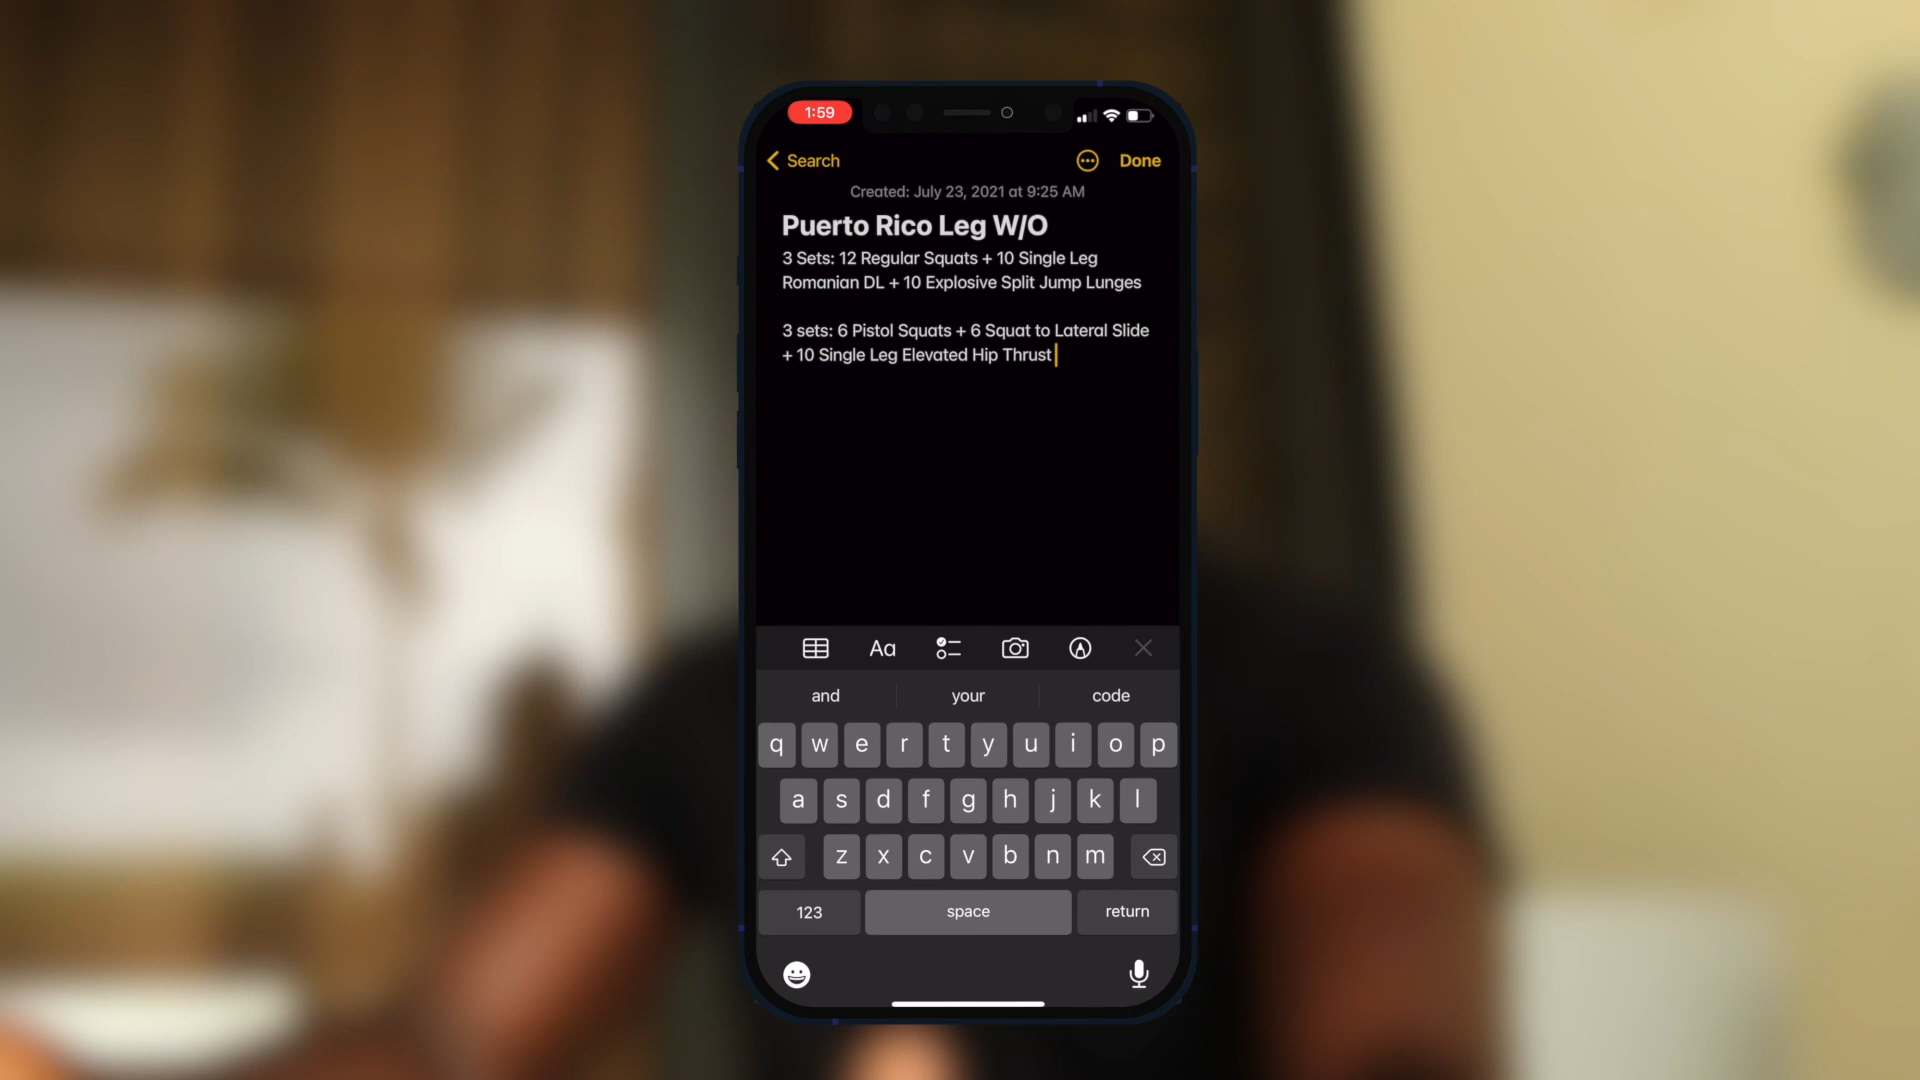 1:59
Search
Done
Created: July 23, 2021 at 9:25 AM
Puerto Rico Leg W/O
3 Sets: 12 Regular Squats + 10 Single Leg
Romanian DL + 10 Explosive Split Jump Lunges
3 sets: 6 Pistol Squats + 6 Squat to Lateral Slide
+ 10 Single Leg Elevated Hip Thrust
Aa
and your code
q w e r t y u i o p
a s d f g h j k l
z x c v b n m
123 space return